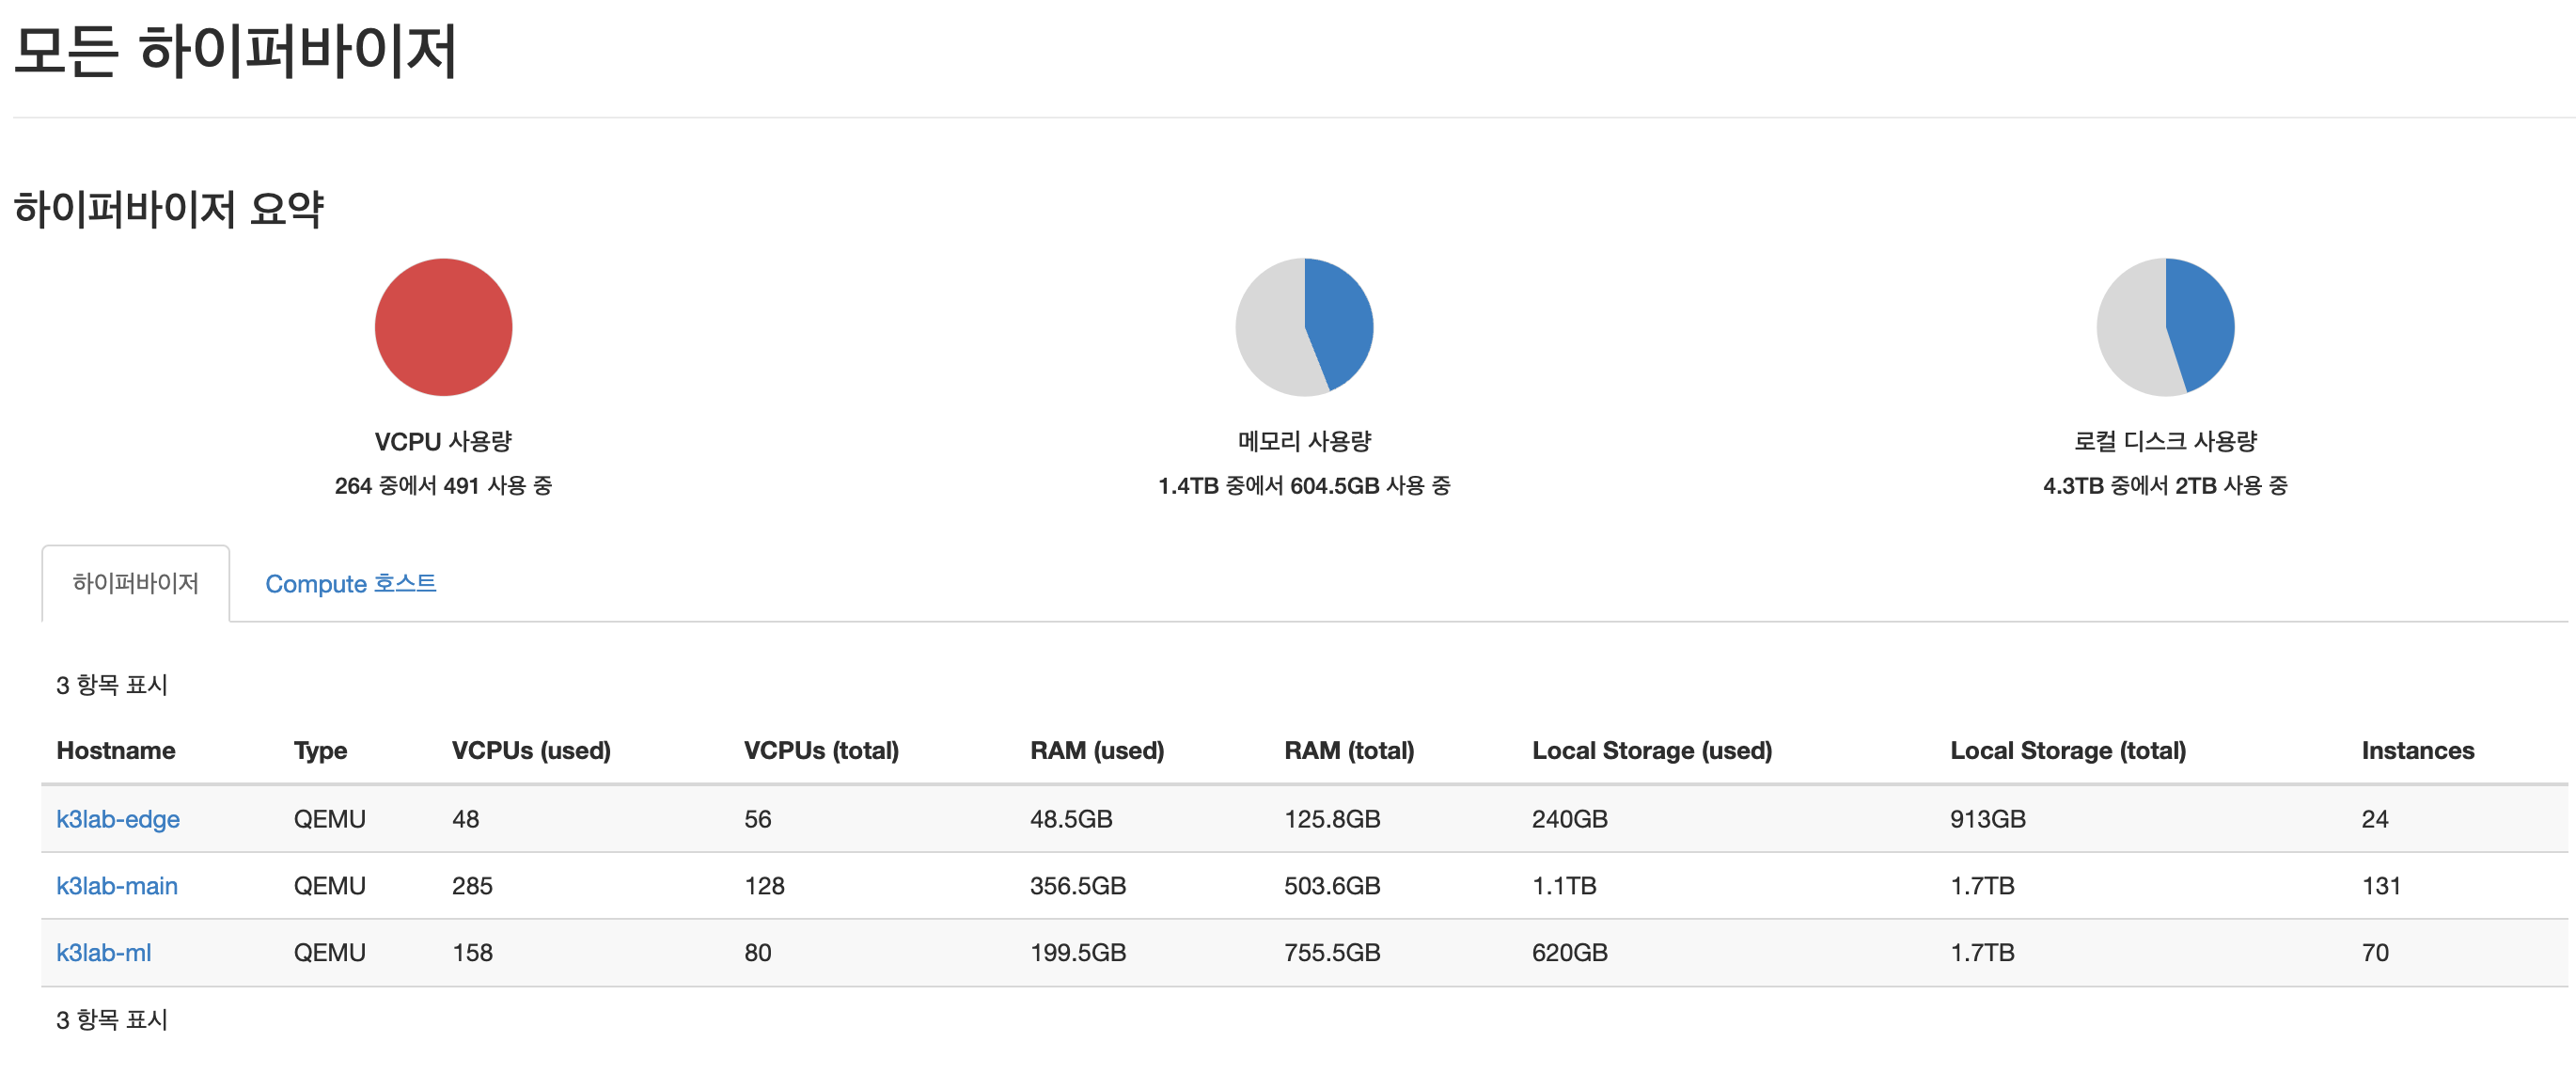 모든 하이퍼바이저
하이퍼바이저 요약
VCPU 사용량
264 중에서 491 사용 중
메모리 사용량
1.4TB 중에서 604.5GB 사용 중
로컬 디스크 사용량
4.3TB 중에서 2TB 사용 중
하이퍼바이저 Compute 호스트
3 항목 표시
Hostname Type VCPUs (used) VCPUs (total) RAM (used) RAM (total) Local Storage (used) Local Storage (total) Instances
k3lab-edge QEMU 48 56 48.5GB 125.8GB 240GB 913GB 24
k3lab-main QEMU 285 128 356.5GB 503.6GB 1.1TB 1.7TB 131
k3lab-ml QEMU 158 80 199.5GB 755.5GB 620GB 1.7TB 70
3 항목 표시